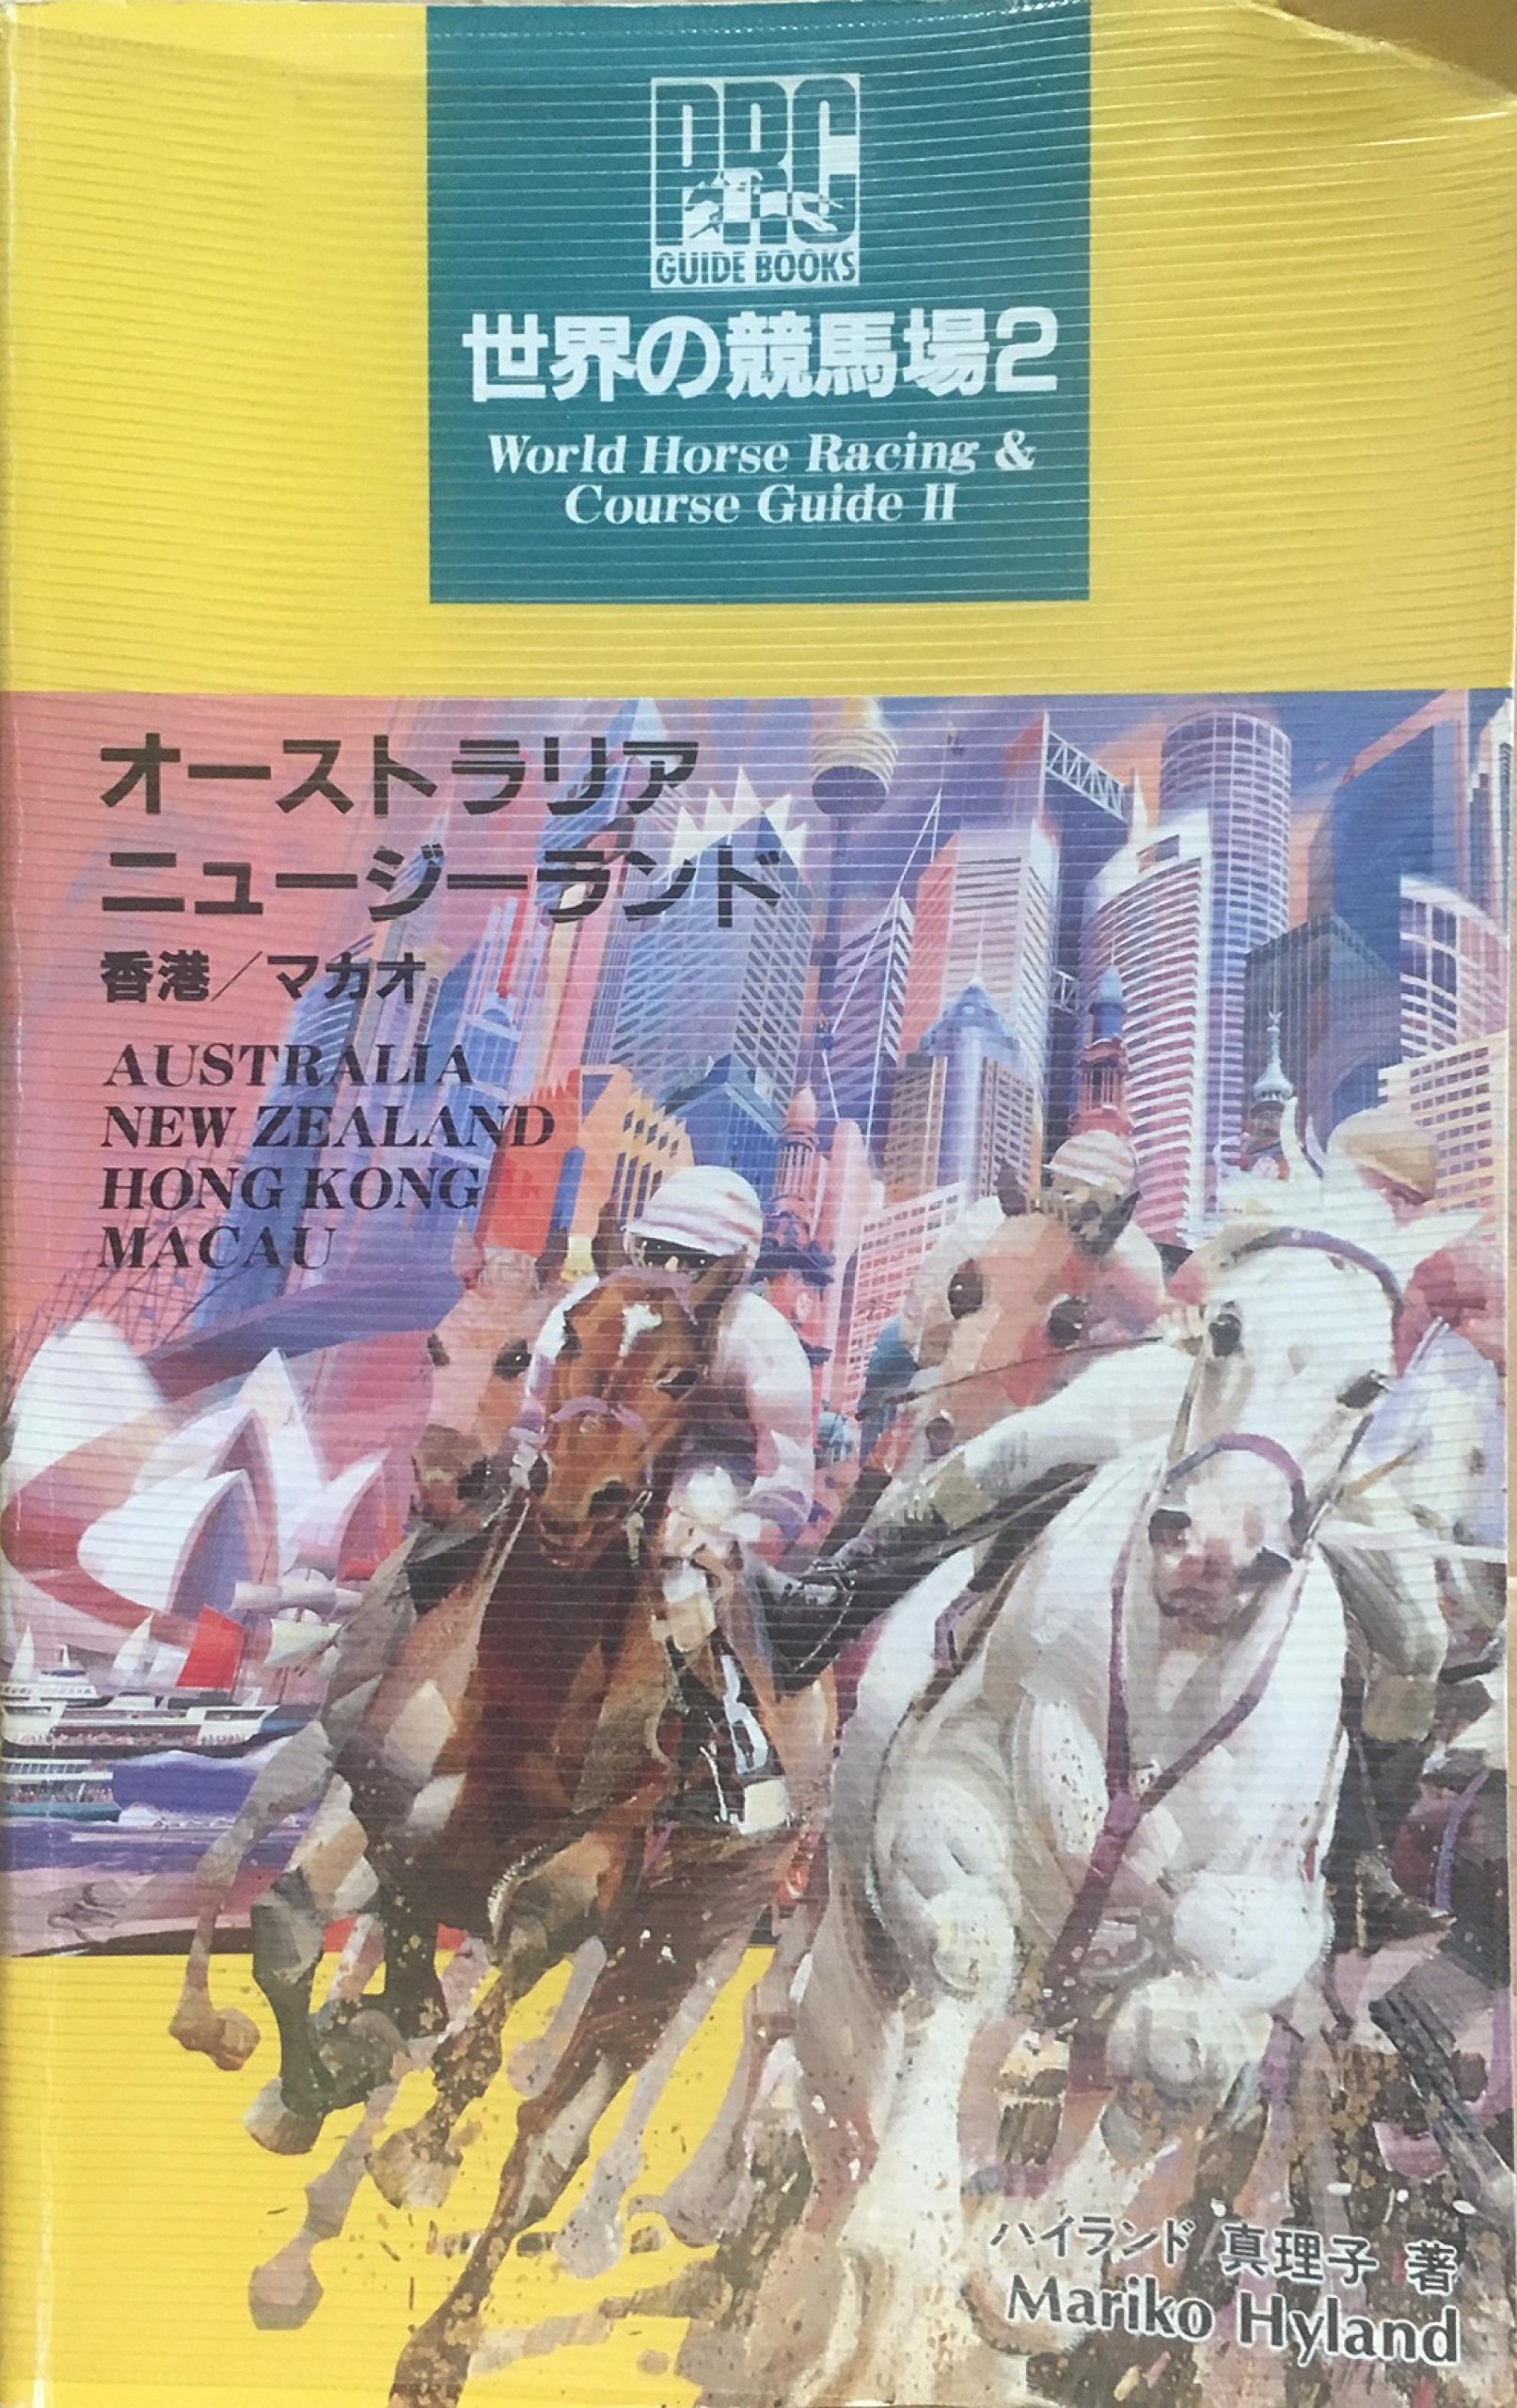 PRC
GUIDE BOOKS
世界の競馬場2
World Horse Racing &
Course Guide II
オーストラリア
ニュージーランド
香港／マカオ
AUSTRALIA
NEW ZEALAND
HONG KONG
MACAU
ハイランド 真理子 著
Mariko Hyland